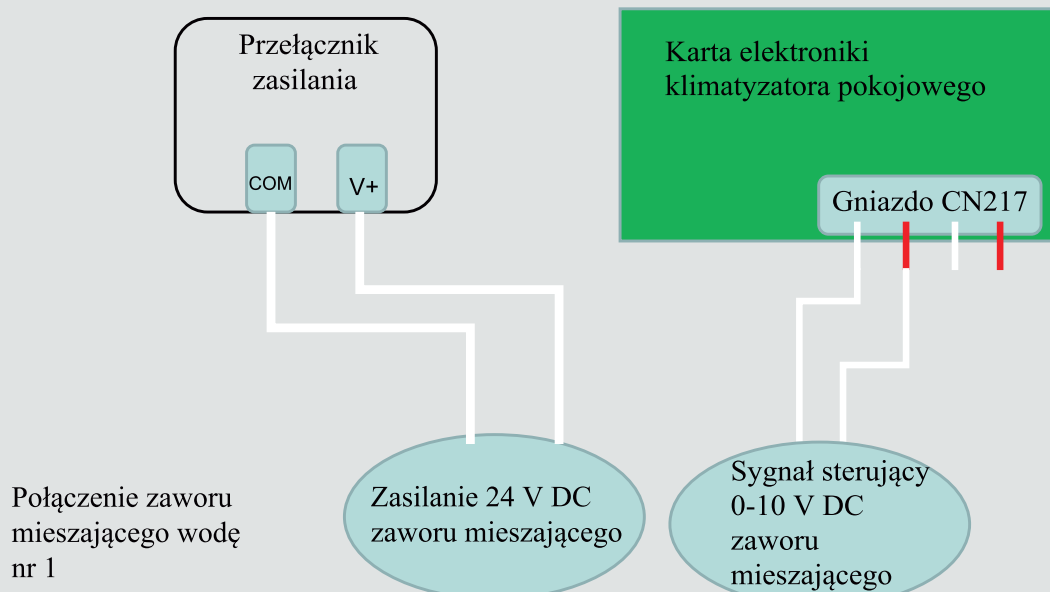 Przełącznik
zasilania
COM
V+
Karta elektroniki
klimatyzatora pokojowego
Gniazdo CN217
Połączenie zaworu
mieszającego wodę
nr 1
Zasilanie 24 V DC
zaworu mieszającego
Sygnał sterujący
0-10 V DC
zaworu
mieszającego